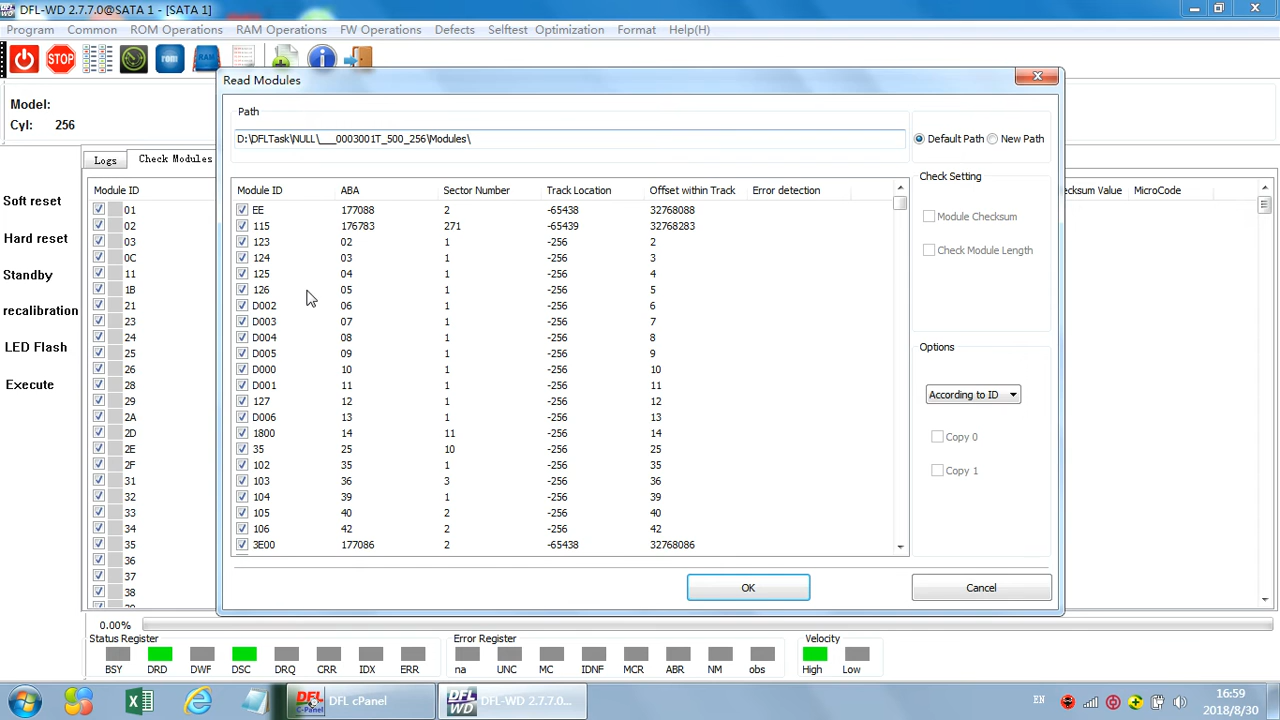 DFL-WD 2.7.7.0@SATA 1 - [SATA 1]
Program Common ROM Operations RAM Operations FW Operations Defects Selftest Optimization Format Help(H)
STOP rom RAM
Model:
Cyl: 256
Logs Check Modules
Module ID cksum Value MicroCode
Soft reset
Hard reset
Standby
recalibration
LED Flash
Execute
01
02
03
0C
11
1B
21
23
24
25
26
28
29
2A
2D
2E
2F
31
32
33
34
35
36
37
38
Read Modules
Path
D:\DFLTask\NULL\___0003001T_500_256\Modules\
Default Path New Path
Module ID ABA Sector Number Track Location Offset within Track Error detection
EE 177088 2 -65438 32768088
115 176783 271 -65439 32768283
123 02 1 -256 2
124 03 1 -256 3
125 04 1 -256 4
126 05 1 -256 5
D002 06 1 -256 6
D003 07 1 -256 7
D004 08 1 -256 8
D005 09 1 -256 9
D000 10 1 -256 10
D001 11 1 -256 11
127 12 1 -256 12
D006 13 1 -256 13
1800 14 11 -256 14
35 25 10 -256 25
102 35 1 -256 35
103 36 3 -256 36
104 39 1 -256 39
105 40 2 -256 40
106 42 2 -256 42
3E00 177086 2 -65438 32768086
Check Setting
Module Checksum
Check Module Length
Options
According to ID
Copy 0
Copy 1
OK Cancel
0.00%
Status Register Error Register Velocity
BSY DRD DWF DSC DRQ CRR IDX ERR na UNC MC IDNF MCR ABR NM obs High Low
DFL C-Panel DFL cPanel DFL WD DFL-WD 2.7.7.0... EN 16:59
2018/8/30